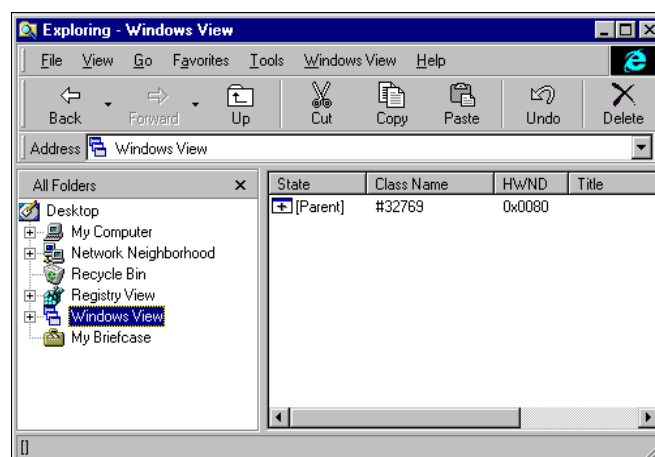 Exploring - Windows View
File View Go Favorites Tools Windows View Help
Back Forward Up Cut Copy Paste Undo Delete
Address Windows View
All Folders
State Class Name HWND Title
[Parent] #32769 0x0080
Desktop
My Computer
Network Neighborhood
Recycle Bin
Registry View
Windows View
My Briefcase
[]